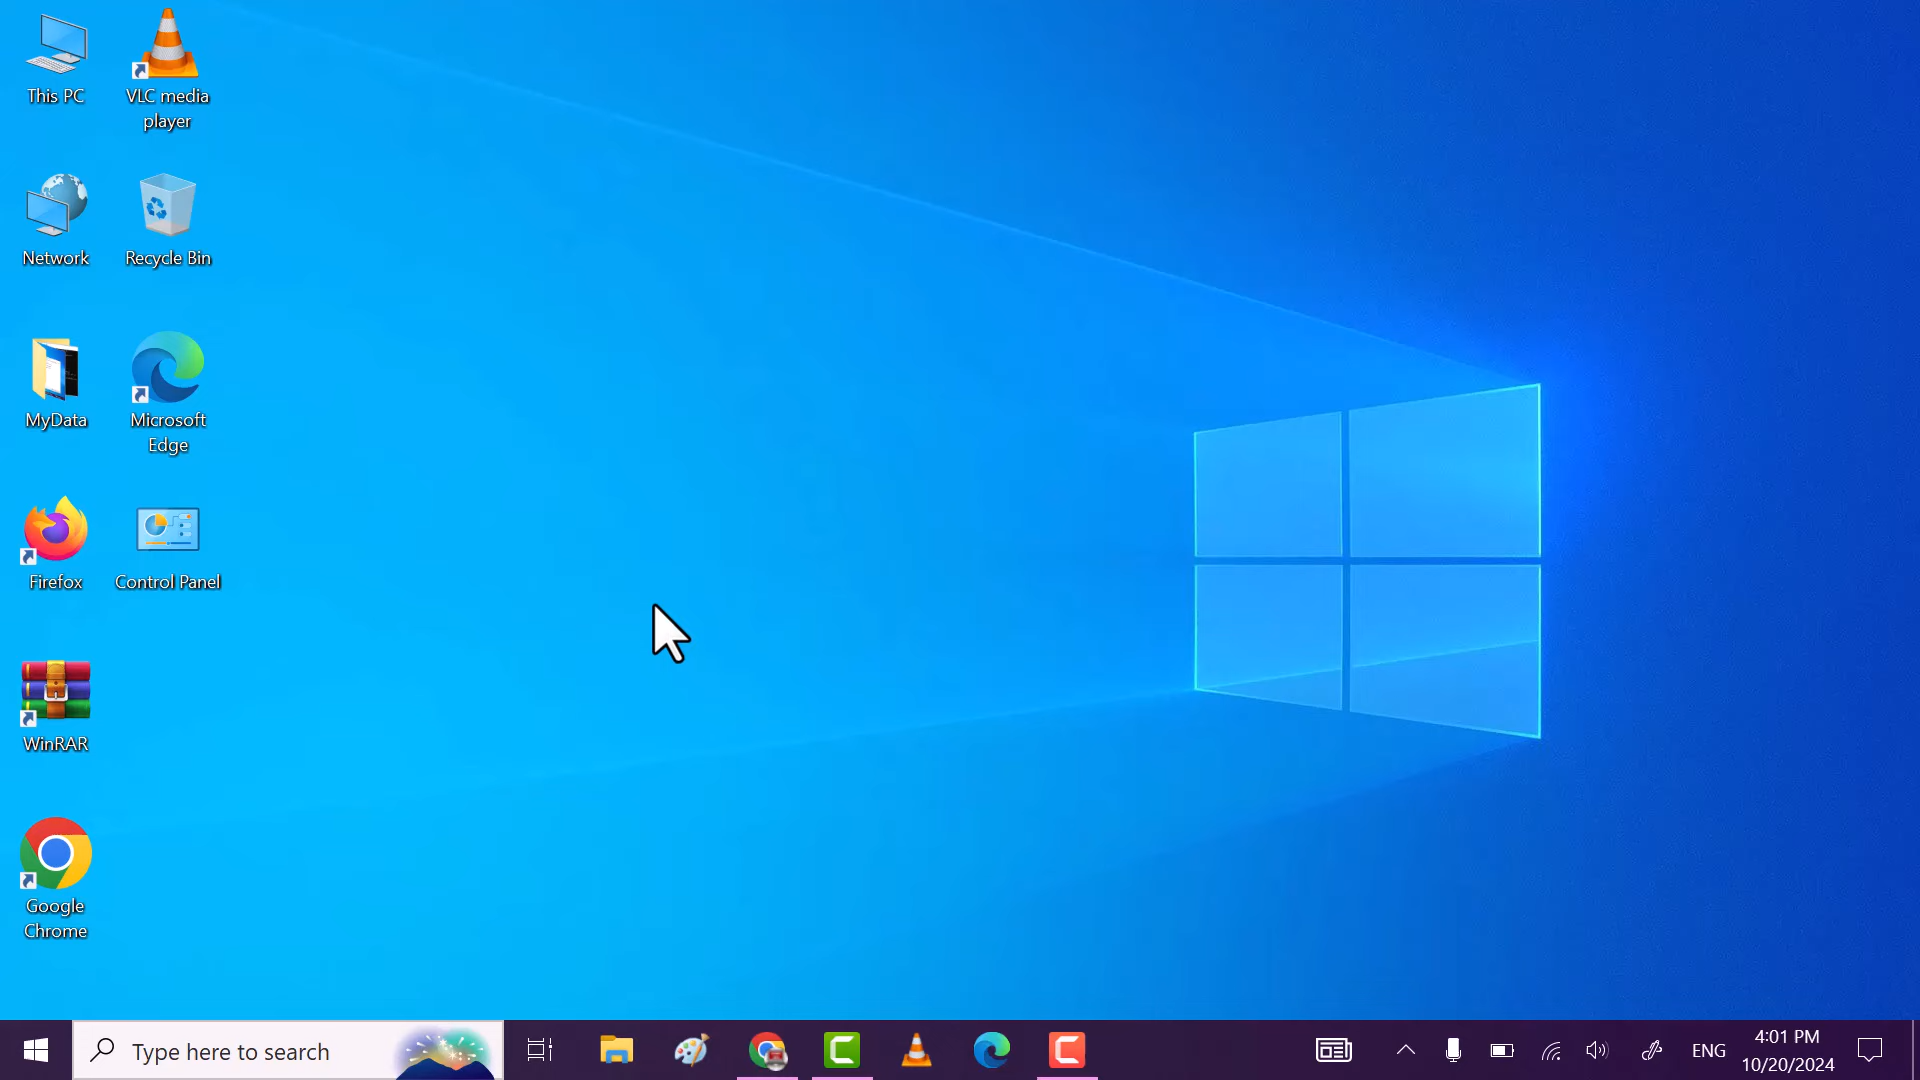 This PC
VLC media
player
Network
Recycle Bin
MyData
Microsoft
Edge
Firefox
Control Panel
WinRAR
Google
Chrome
Type here to search
ENG
4:01 PM
10/20/2024